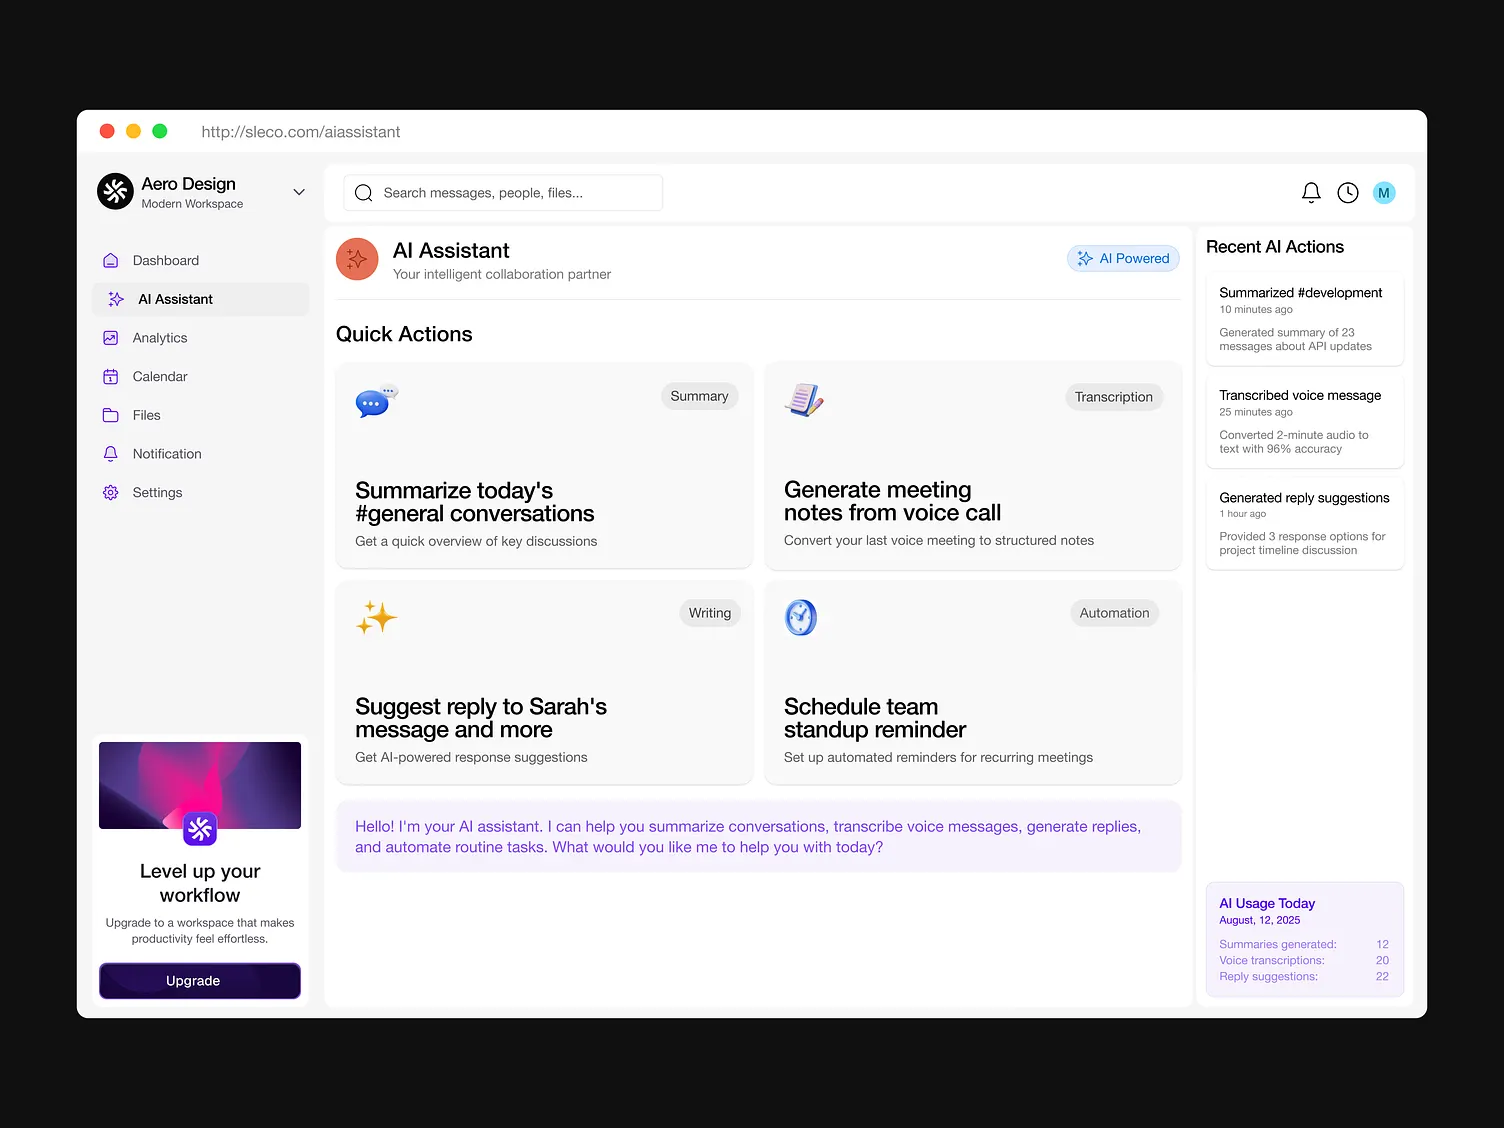 http://sleco.com/aiassistant
Aero Design
Modern Workspace
Search messages, people, files...
M
Dashboard
AI Assistant
Analytics
Calendar
Files
Notification
Settings
Level up your
workflow
Upgrade to a workspace that makes
productivity feel effortless.
Upgrade
AI Assistant
Your intelligent collaboration partner
AI Powered
Quick Actions
Summary
Summarize today's
#general conversations
Get a quick overview of key discussions
Transcription
Generate meeting
notes from voice call
Convert your last voice meeting to structured notes
Writing
Suggest reply to Sarah's
message and more
Get AI-powered response suggestions
Automation
Schedule team
standup reminder
Set up automated reminders for recurring meetings
Hello! I'm your AI assistant. I can help you summarize conversations, transcribe voice messages, generate replies,
and automate routine tasks. What would you like me to help you with today?
Recent AI Actions
Summarized #development
10 minutes ago
Generated summary of 23
messages about API updates
Transcribed voice message
25 minutes ago
Converted 2-minute audio to
text with 96% accuracy
Generated reply suggestions
1 hour ago
Provided 3 response options for
project timeline discussion
AI Usage Today
August, 12, 2025
Summaries generated: 12
Voice transcriptions: 20
Reply suggestions: 22